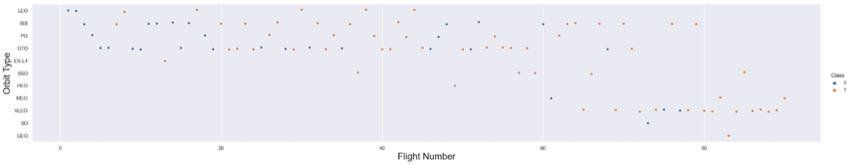 LEO
ISS
PO
GTO
ES-L1
SSO
HEO
MEO
VLEO
SO
GEO
Orbit Type
0
20
40
60
80
Flight Number
Class
0
1